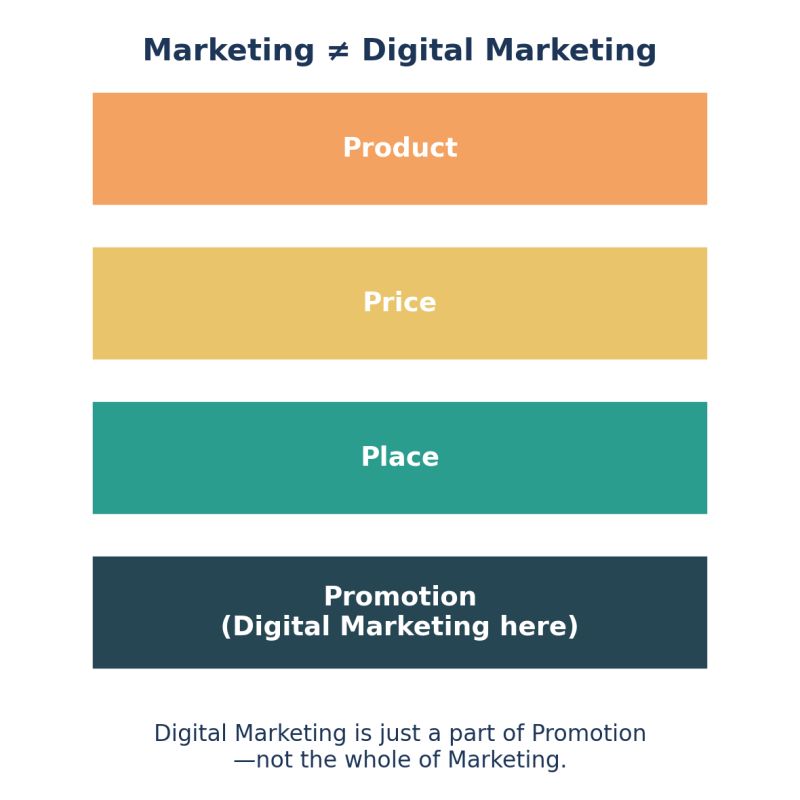 Marketing ≠ Digital Marketing
Product
Price
Place
Promotion
(Digital Marketing here)
Digital Marketing is just a part of Promotion
—not the whole of Marketing.